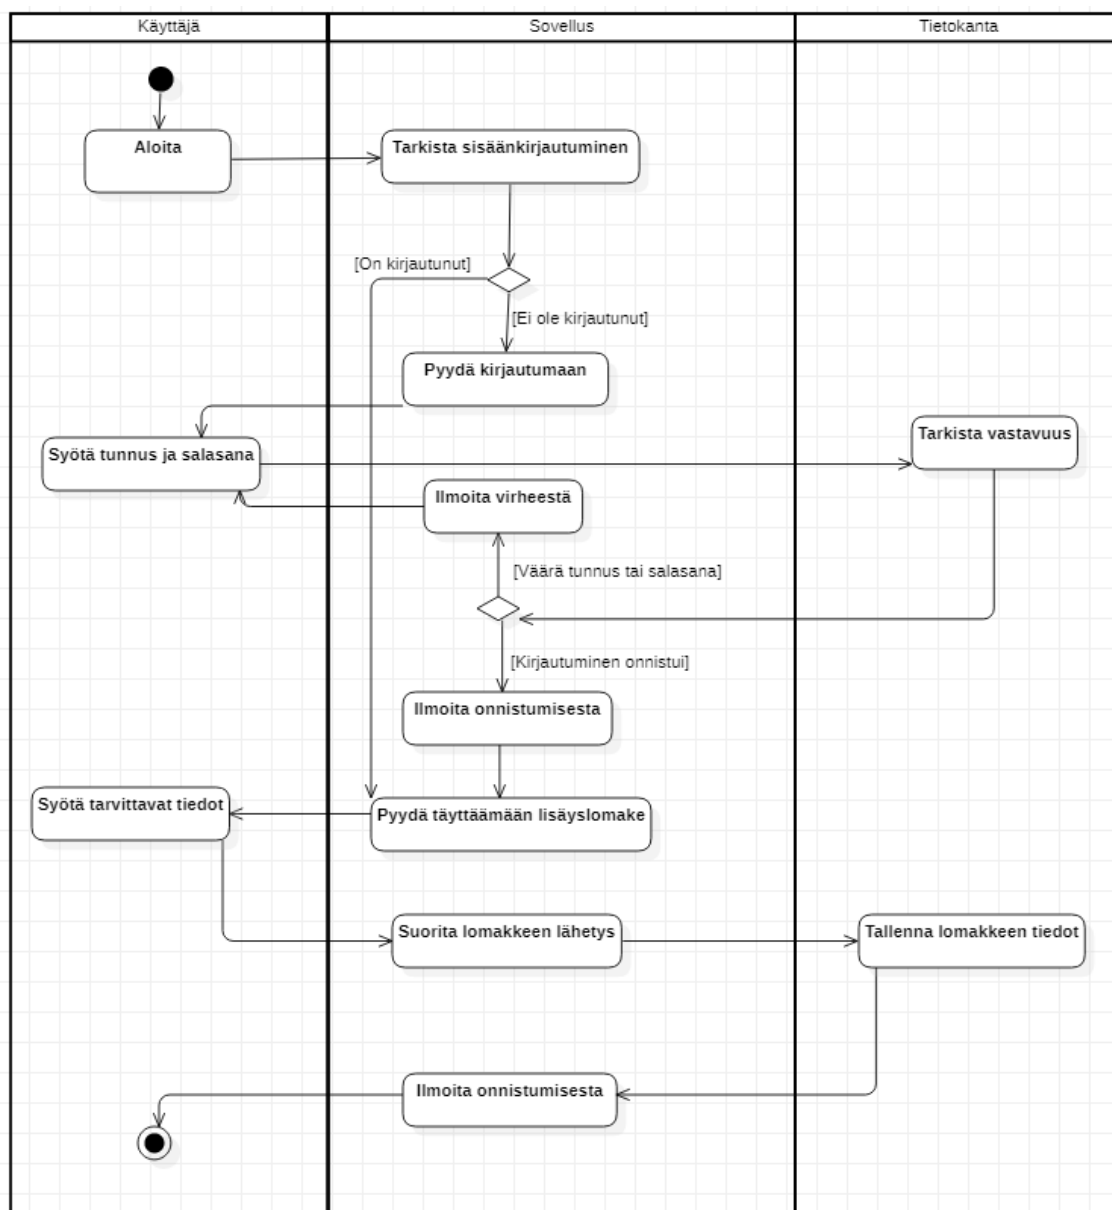 Käyttäjä
Sovellus
Tietokanta
Aloita
Tarkista sisäänkirjautuminen
[On kirjautunut]
[Ei ole kirjautunut]
Pyydä kirjautumaan
Syötä tunnus ja salasana
Tarkista vastavuus
Ilmoita virheestä
[Väärä tunnus tai salasana]
[Kirjautuminen onnistui]
Ilmoita onnistumisesta
Syötä tarvittavat tiedot
Pyydä täyttäämään lisäyslomake
Suorita lomakkeen lähetys
Tallenna lomakkeen tiedot
Ilmoita onnistumisesta